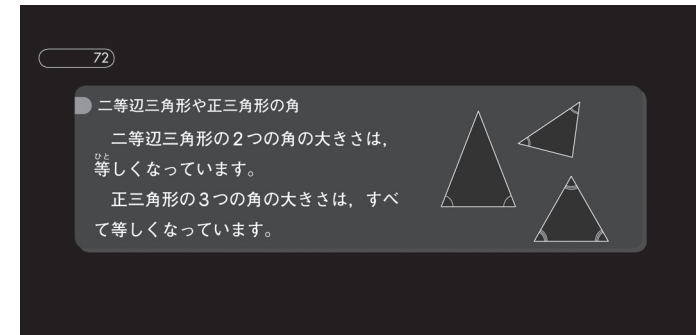 72
二等辺三角形や正三角形の角
二等辺三角形の2つの角の大きさは,
ひと
等しくなっています。
正三角形の3つの角の大きさは,すべ
て等しくなっています。